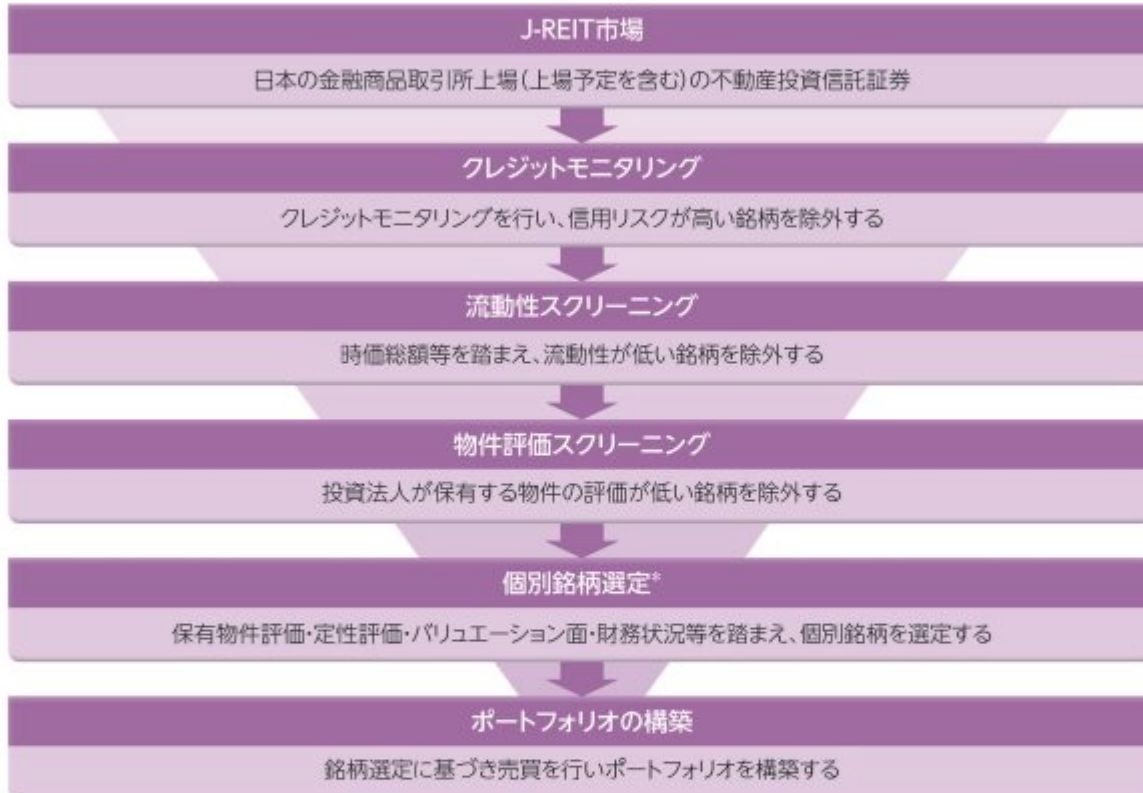 J-REIT市場
日本の金融商品取引所上場(上場予定を含む)の不動産投資信託証券
クレジットモニタリング
クレジットモニタリングを行い、信用リスクが高い銘柄を除外する
流動性スクリーニング
時価総額等を踏まえ、流動性が低い銘柄を除外する
物件評価スクリーニング
投資法人が保有する物件の評価が低い銘柄を除外する
個別銘柄選定*
保有物件評価・定性評価・バリュエーション面・財務状況等を踏まえ、個別銘柄を選定する
ポートフォリオの構築
銘柄選定に基づき売買を行いポートフォリオを構築する